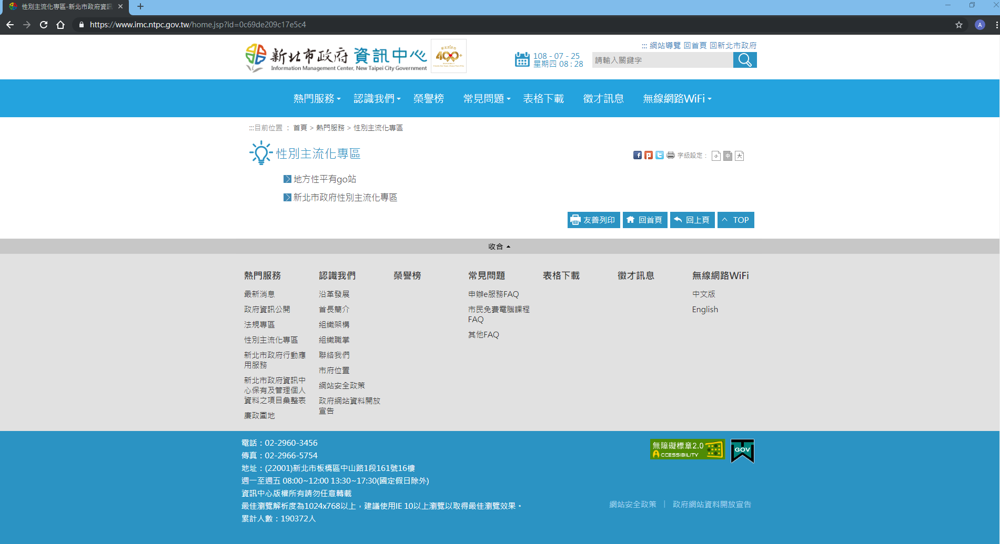 性別主流化專區-新北市政府資訊
https://www.imc.ntpc.gov.tw/home.jsp?id=0c69de209c17e5c4
A
新北市政府 資訊中心
Information Management Center, New Taipei City Government
400+
::: 網站導覽 回首頁 回新北市政府
108 - 07 - 25
星期四 08 : 28
請輸入關鍵字
熱門服務 認識我們 榮譽榜 常見問題 表格下載 徵才訊息 無線網路WiFi
:::目前位置 : 首頁 > 熱門服務 > 性別主流化專區
性別主流化專區
字級設定: 小 中 大
地方性平有go站
新北市政府性別主流化專區
友善列印 回首頁 回上頁 TOP
收合
熱門服務
最新消息
政府資訊公開
法規專區
性別主流化專區
新北市政府行動應
用服務
新北市政府資訊中
心保有及管理個人
資料之項目彙整表
廉政園地
認識我們
沿革發展
首長簡介
組織架構
組織職掌
聯絡我們
市府位置
網站安全政策
政府網站資料開放
宣告
榮譽榜
常見問題
申辦e服務FAQ
市民免費電腦課程
FAQ
其他FAQ
表格下載
徵才訊息
無線網路WiFi
中文版
English
電話:02-2960-3456
傳真:02-2966-5754
地址:(22001)新北市板橋區中山路1段161號16樓
週一至週五 08:00~12:00 13:30~17:30(國定假日除外)
資訊中心版權所有請勿任意轉載
最佳瀏覽解析度為1024x768以上,建議使用IE 10以上瀏覽以取得最佳瀏覽效果。
累計人數:190372人
無障礙標章2.0
ACCESSIBILITY
GOV
網站安全政策 | 政府網站資料開放宣告